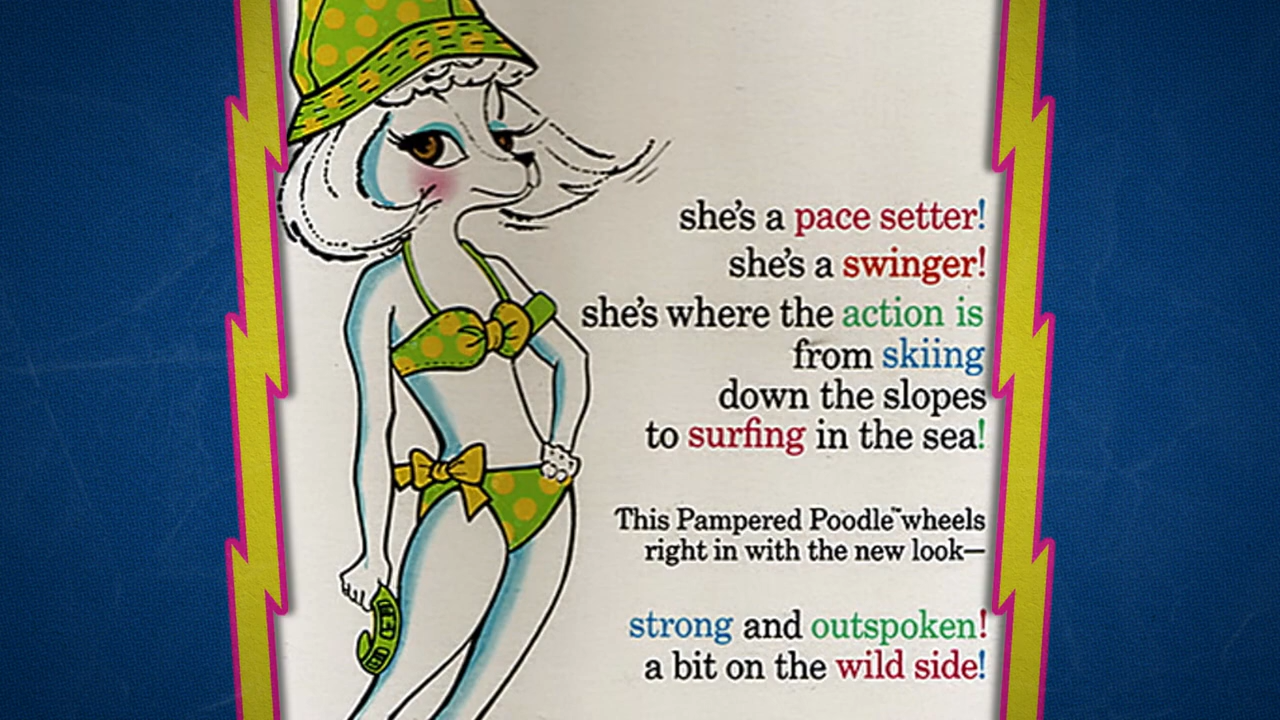 she's a pace setter!
she's a swinger!
she's where the action is
from skiing
down the slopes
to surfing in the sea!
This Pampered Poodle™ wheels
right in with the new look—
strong and outspoken!
a bit on the wild side!